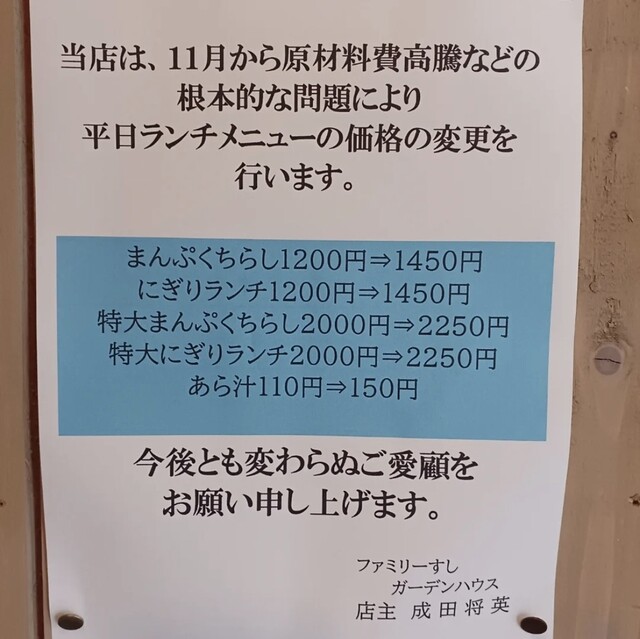 当店は、11月から原材料費高騰などの
根本的な問題により
平日ランチメニューの価格の変更を
行います。
まんぷくちらし1200円⇒1450円
にぎりランチ1200円⇒1450円
特大まんぷくちらし2000円⇒2250円
特大にぎりランチ2000円⇒2250円
あら汁110円⇒150円
今後とも変わらぬご愛顧を
お願い申し上げます。
ファミリーすし
ガーデンハウス
店主 成田将英